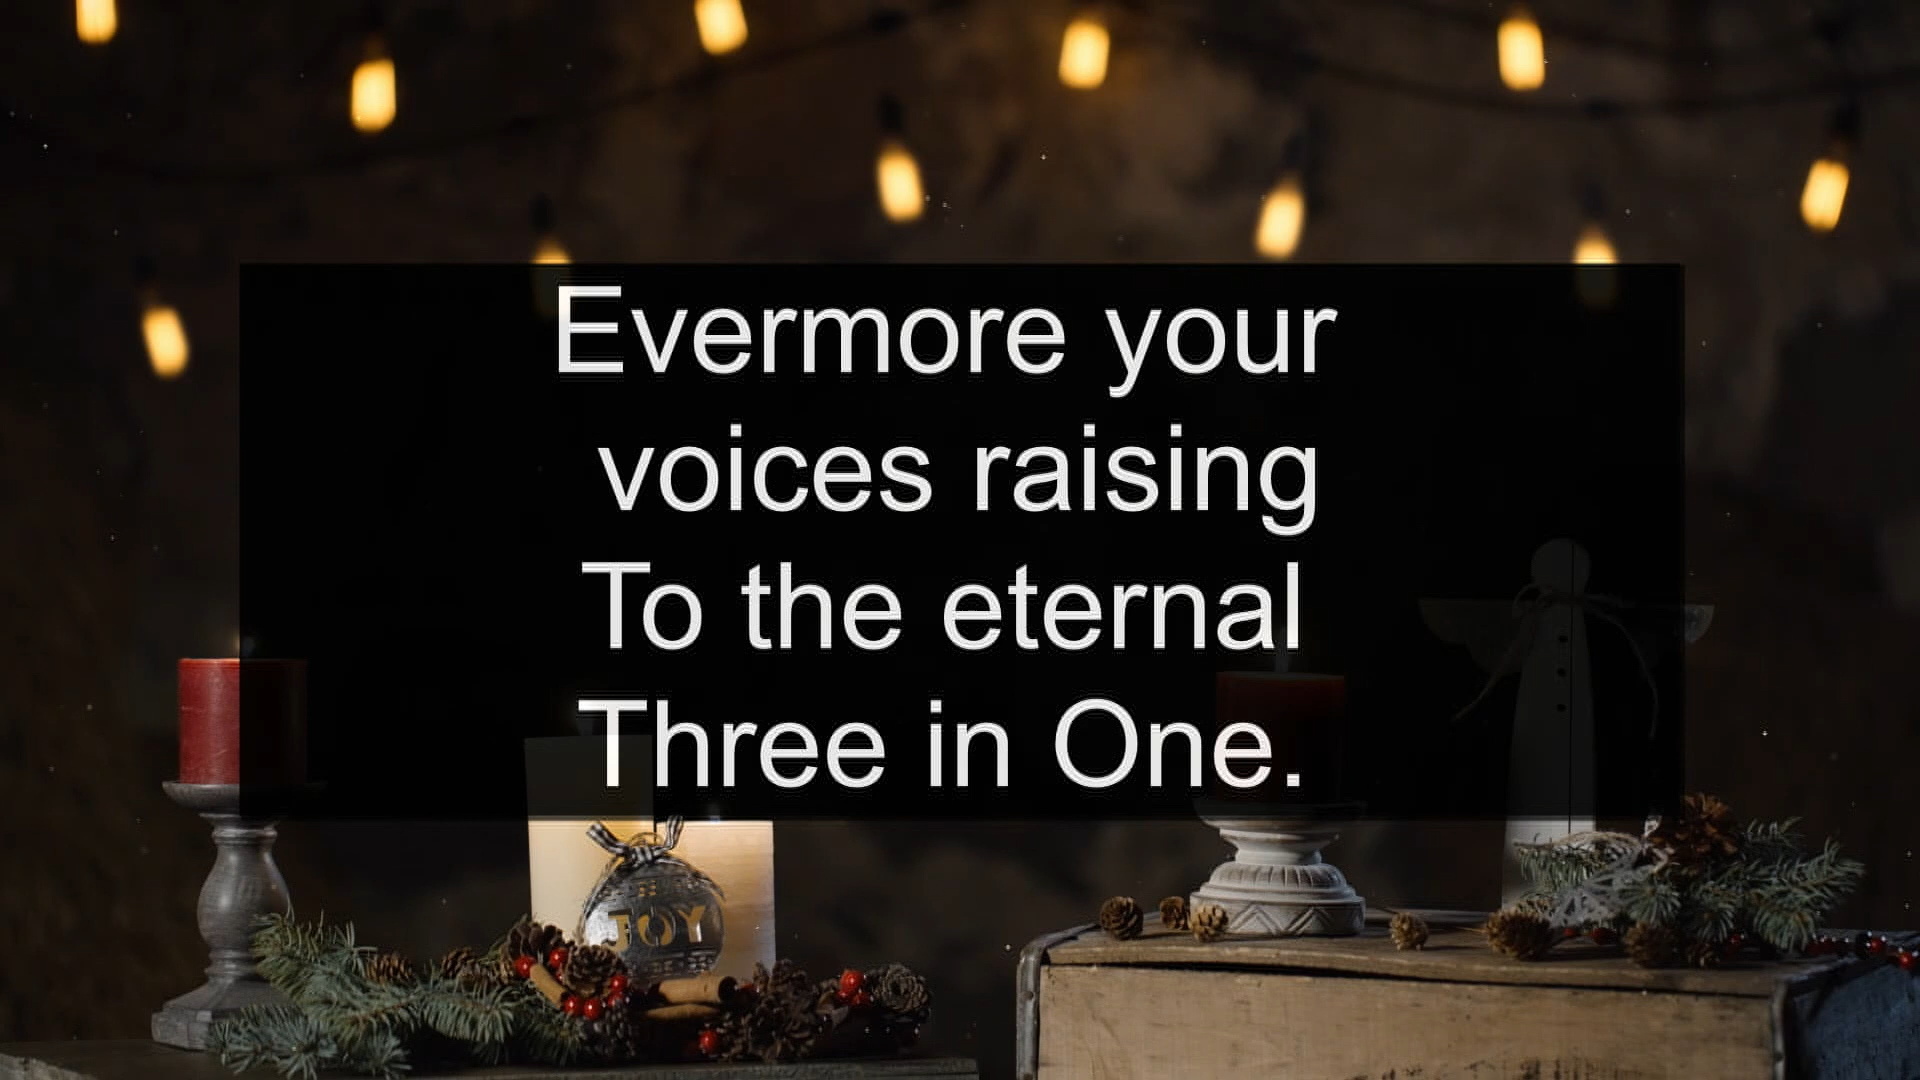 Evermore your
voices raising
To the eternal
Three in One.
JOY